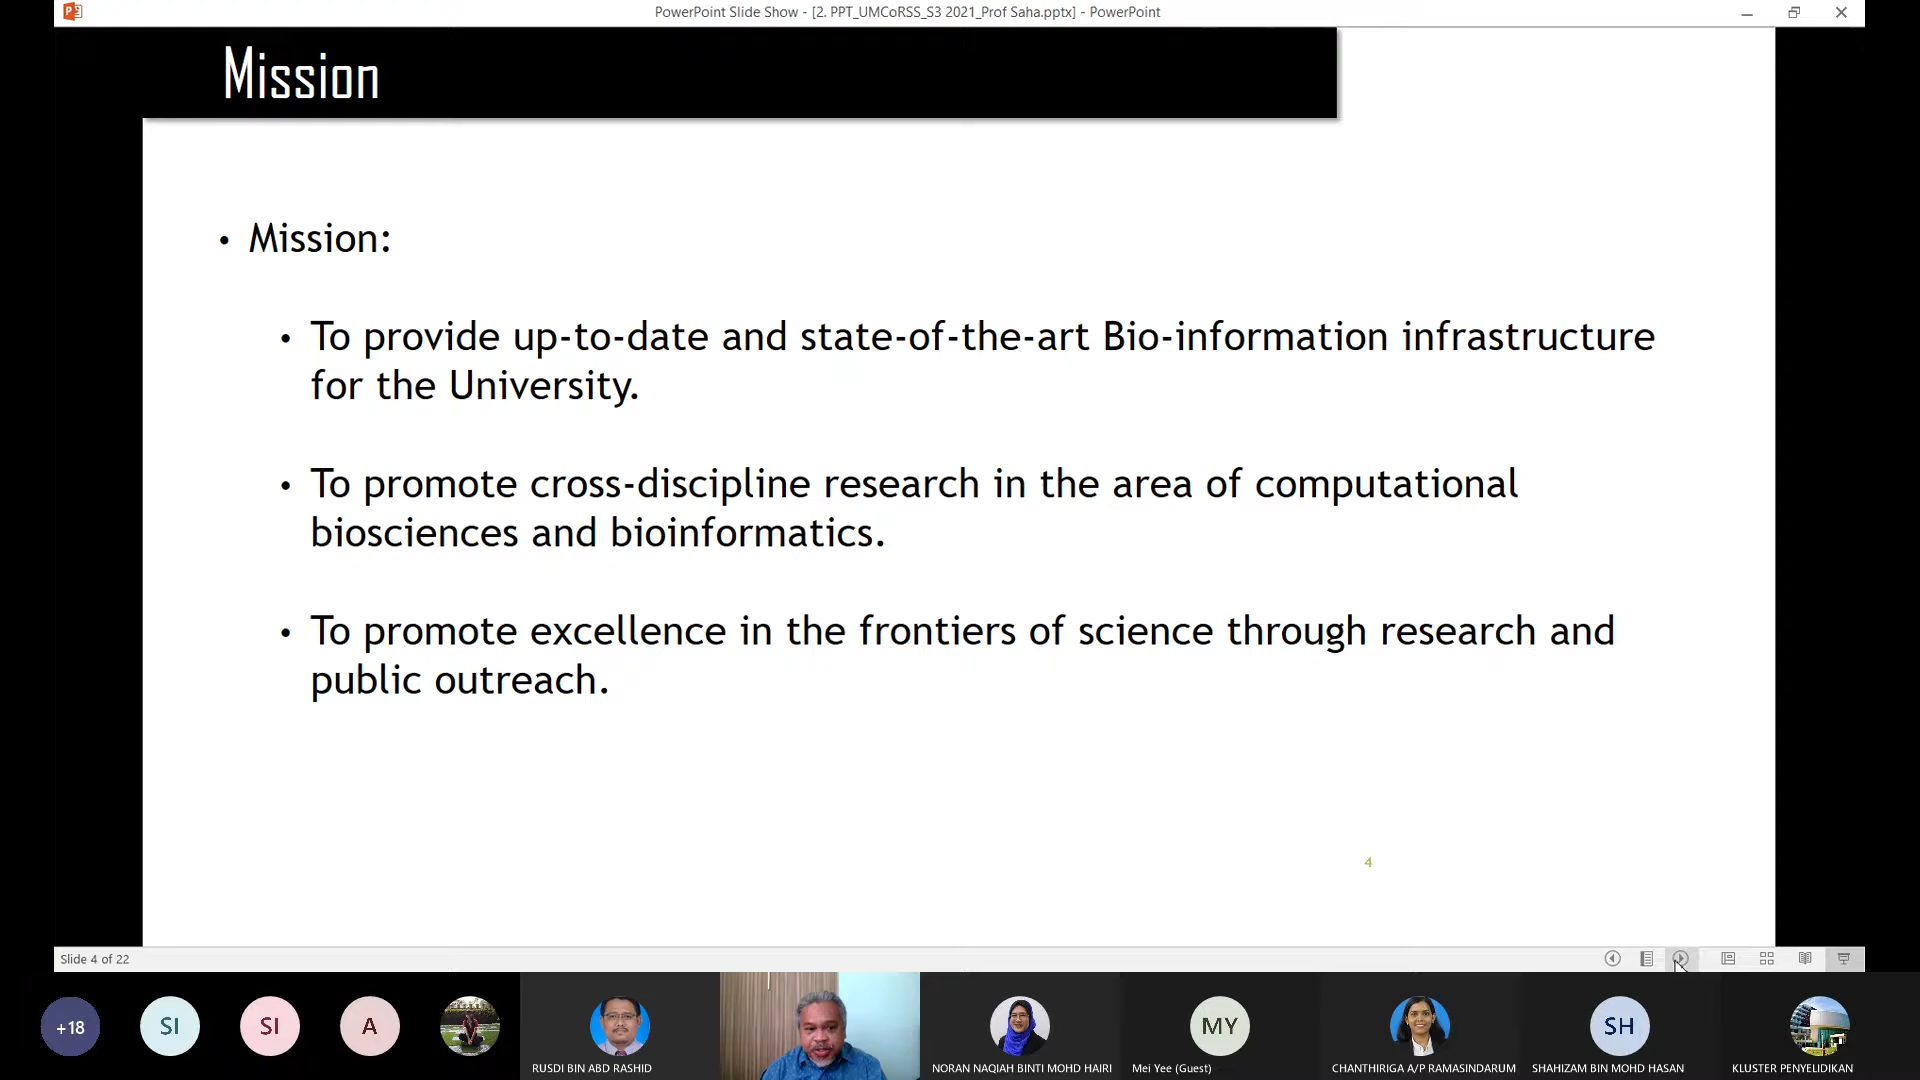 PowerPoint Slide Show - [2. PPT_UMCoRSS_S3 2021_Prof Saha.pptx] - PowerPoint
Mission
• Mission:
• To provide up-to-date and state-of-the-art Bio-information infrastructure
for the University.
• To promote cross-discipline research in the area of computational
biosciences and bioinformatics.
• To promote excellence in the frontiers of science through research and
public outreach.
4
Slide 4 of 22
+18
SI
SI
A
MY
SH
RUSDI BIN ABD RASHID
NORAN NAQIAH BINTI MOHD HAIRI
Mei Yee (Guest)
CHANTHIRIGA A/P RAMASINDARUM
SHAHIZAM BIN MOHD HASAN
KLUSTER PENYELIDIKAN